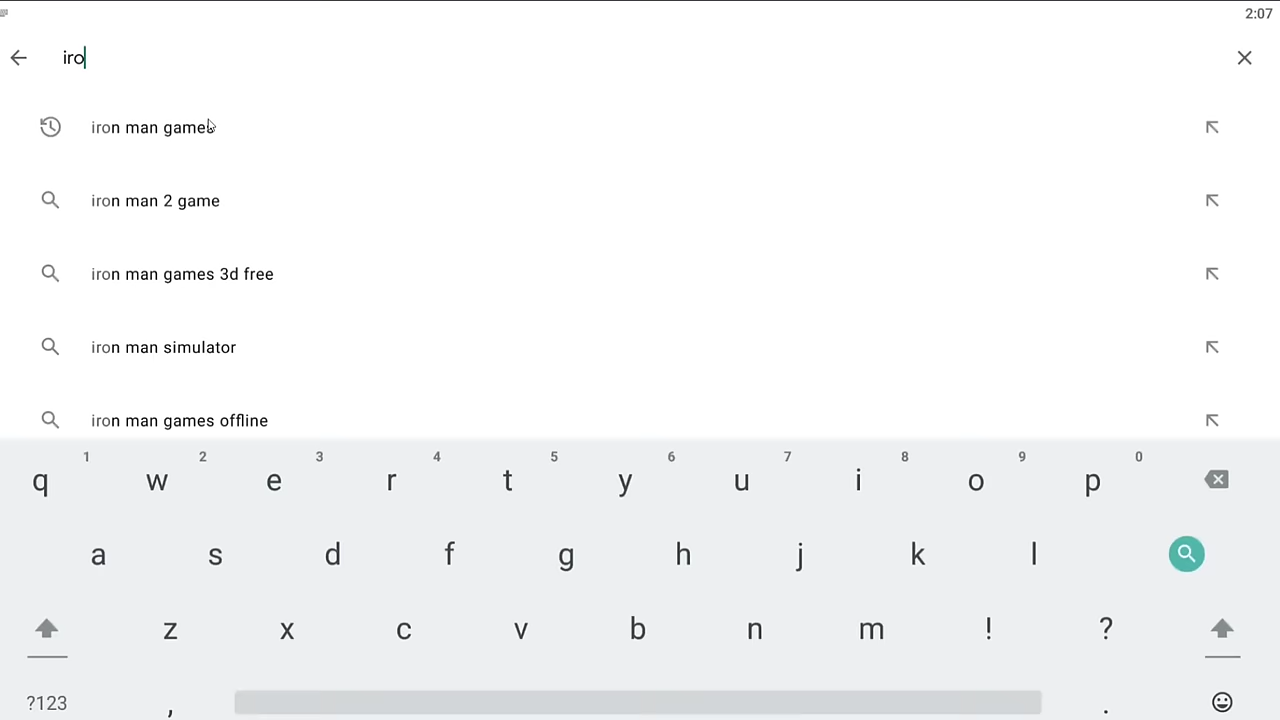 2:07
iro
iron man games
iron man 2 game
iron man games 3d free
iron man simulator
iron man games offline
1 2 3 4 5 6 7 8 9 0
q w e r t y u i o p
a s d f g h j k l
z x c v b n m ! ?
?123 , .